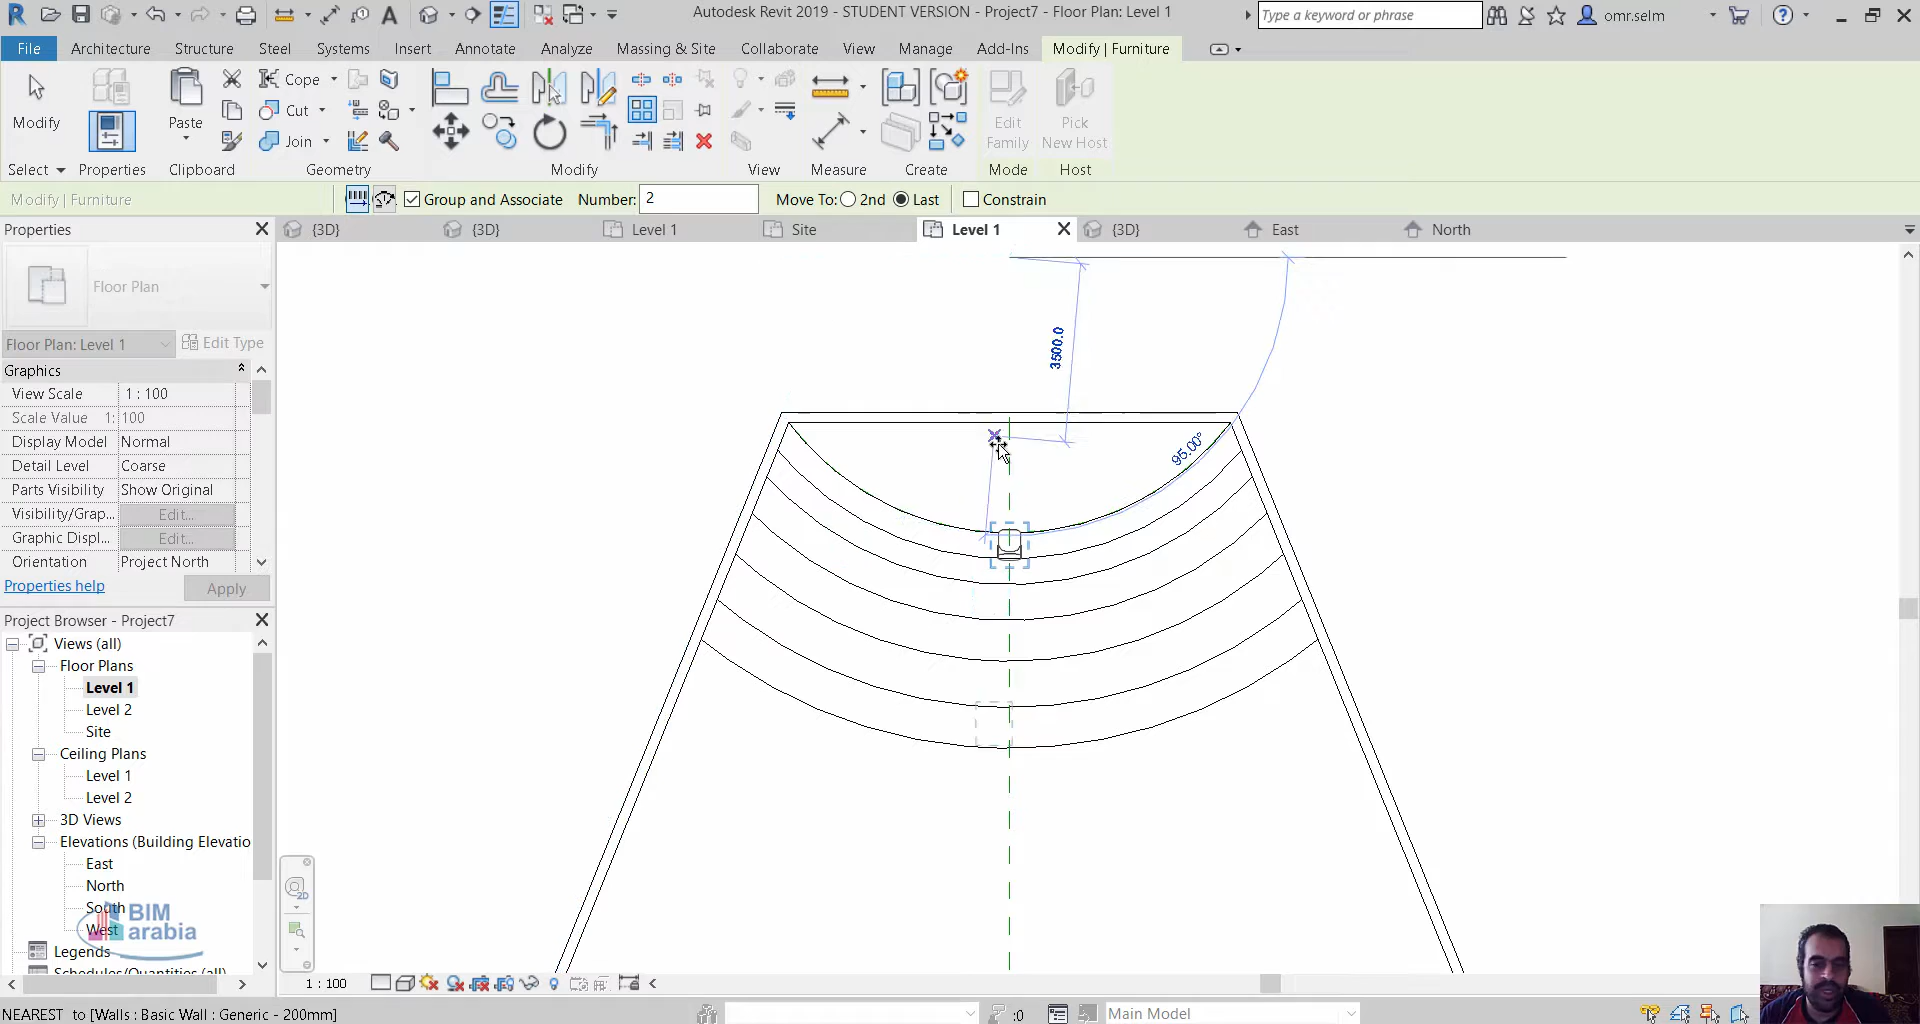 Autodesk Revit 2019 - STUDENT VERSION - Project7 - Floor Plan: Level 1
Type a keyword or phrase
omr.selm
File Architecture Structure Steel Systems Insert Annotate Analyze Massing & Site Collaborate View Manage Add-Ins Modify | Furniture
Modify
Paste
Cope
Cut
Join
Edit Family
Pick New Host
Select Properties Clipboard Geometry Modify View Measure Create Mode Host
Modify | Furniture Group and Associate Number: 2 Move To: 2nd Last Constrain
Properties
{3D} {3D} Level 1 Site Level 1 {3D} East North
Floor Plan
Floor Plan: Level 1 Edit Type
Graphics
View Scale 1 : 100
Scale Value 1: 100
Display Model Normal
Detail Level Coarse
Parts Visibility Show Original
Visibility/Grap... Edit...
Graphic Displ... Edit...
Orientation Project North
Properties help Apply
Project Browser - Project7
Views (all)
Floor Plans
Level 1
Level 2
Site
Ceiling Plans
Level 1
Level 2
3D Views
Elevations (Building Elevatio
East
North
South
West
Legends
Schedules/Quantities (all)
BIM
arabia
3500.0
95.00°
2D
1 : 100
NEAREST to [Walls : Basic Wall : Generic - 200mm]
:0
Main Model